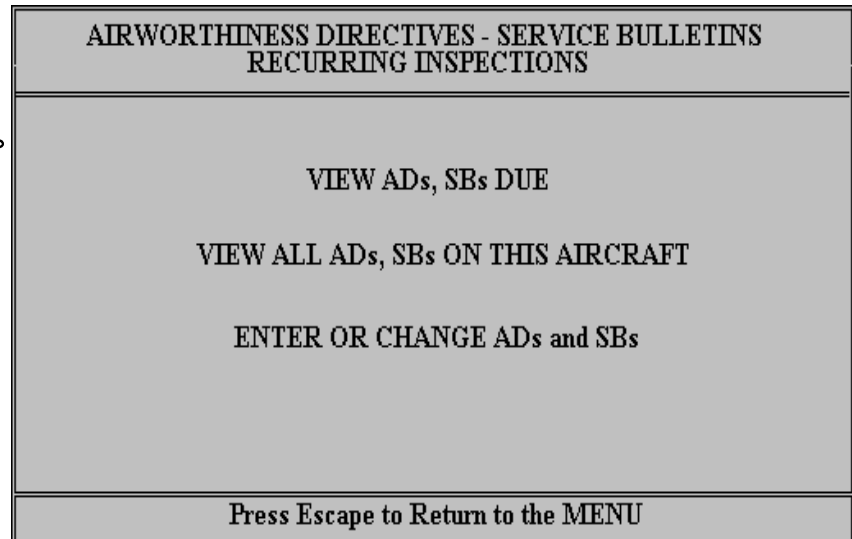 AIRWORTHINESS DIRECTIVES - SERVICE BULLETINS
RECURRING INSPECTIONS
VIEW ADs, SBs DUE
VIEW ALL ADs, SBs ON THIS AIRCRAFT
ENTER OR CHANGE ADs and SBs
Press Escape to Return to the MENU